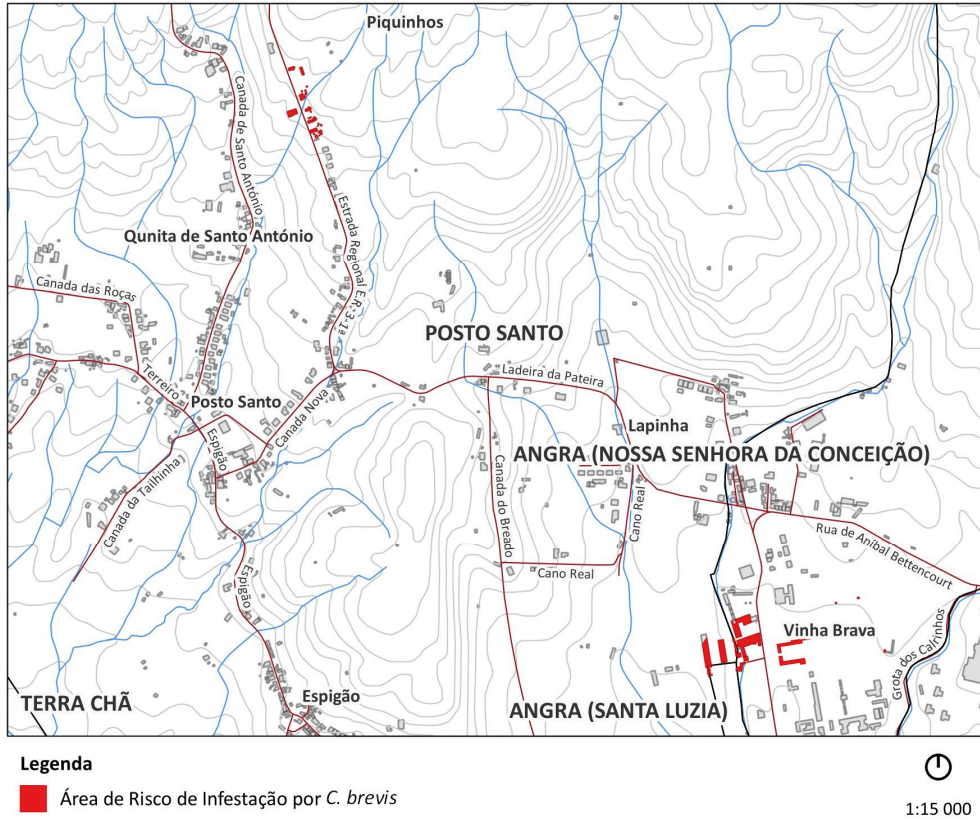 Piquinhos
Canada de Santo António
Qunita de Santo António
Estrada Regional E.R. 3-1ª
Canada das Roças
POSTO SANTO
Terreiro
Ladeira da Pateira
Posto Santo
Canada Nova
Lapinha
ANGRA (NOSSA SENHORA DA CONCEIÇÃO)
Espigão
Canada da Tailhinha
Canada do Breado
Cano Real
Rua de Aníbal Bettencourt
Cano Real
Espigão
Vinha Brava
Grota dos Calrinhos
Espigão
TERRA CHÃ
ANGRA (SANTA LUZIA)
Legenda
Área de Risco de Infestação por C. brevis
1:15 000